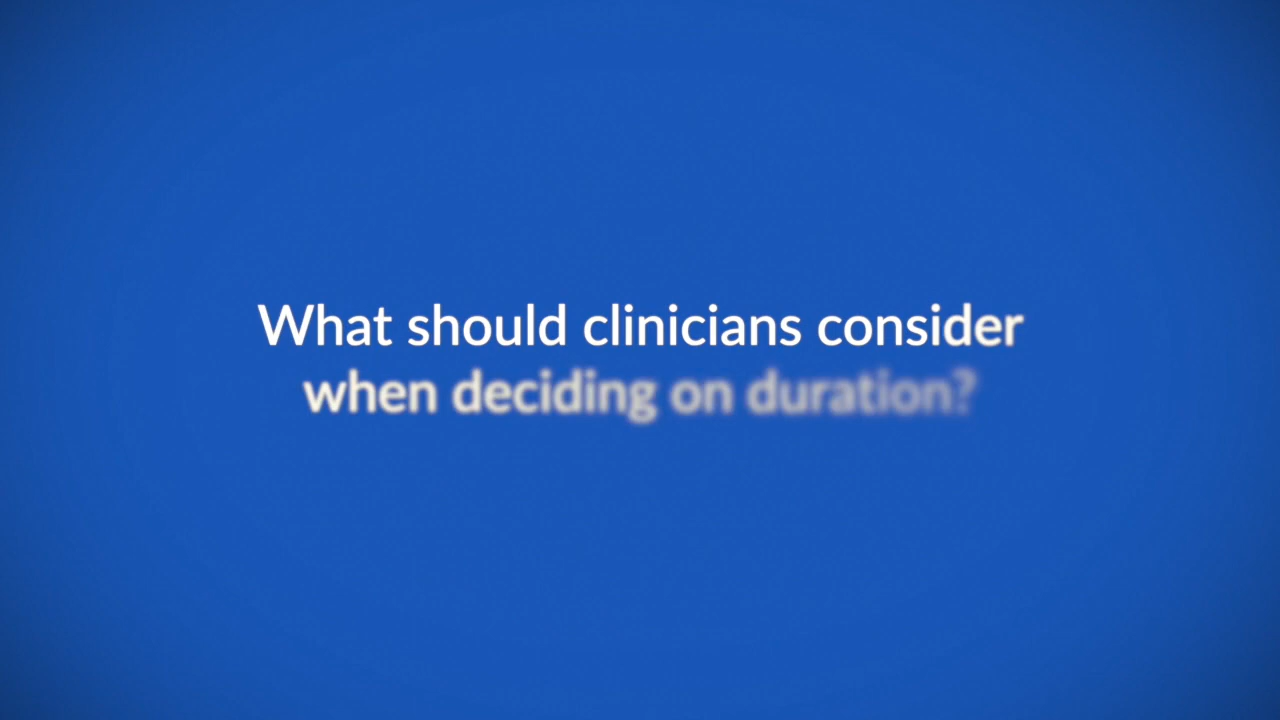 What should clinicians consider
when deciding on duration?